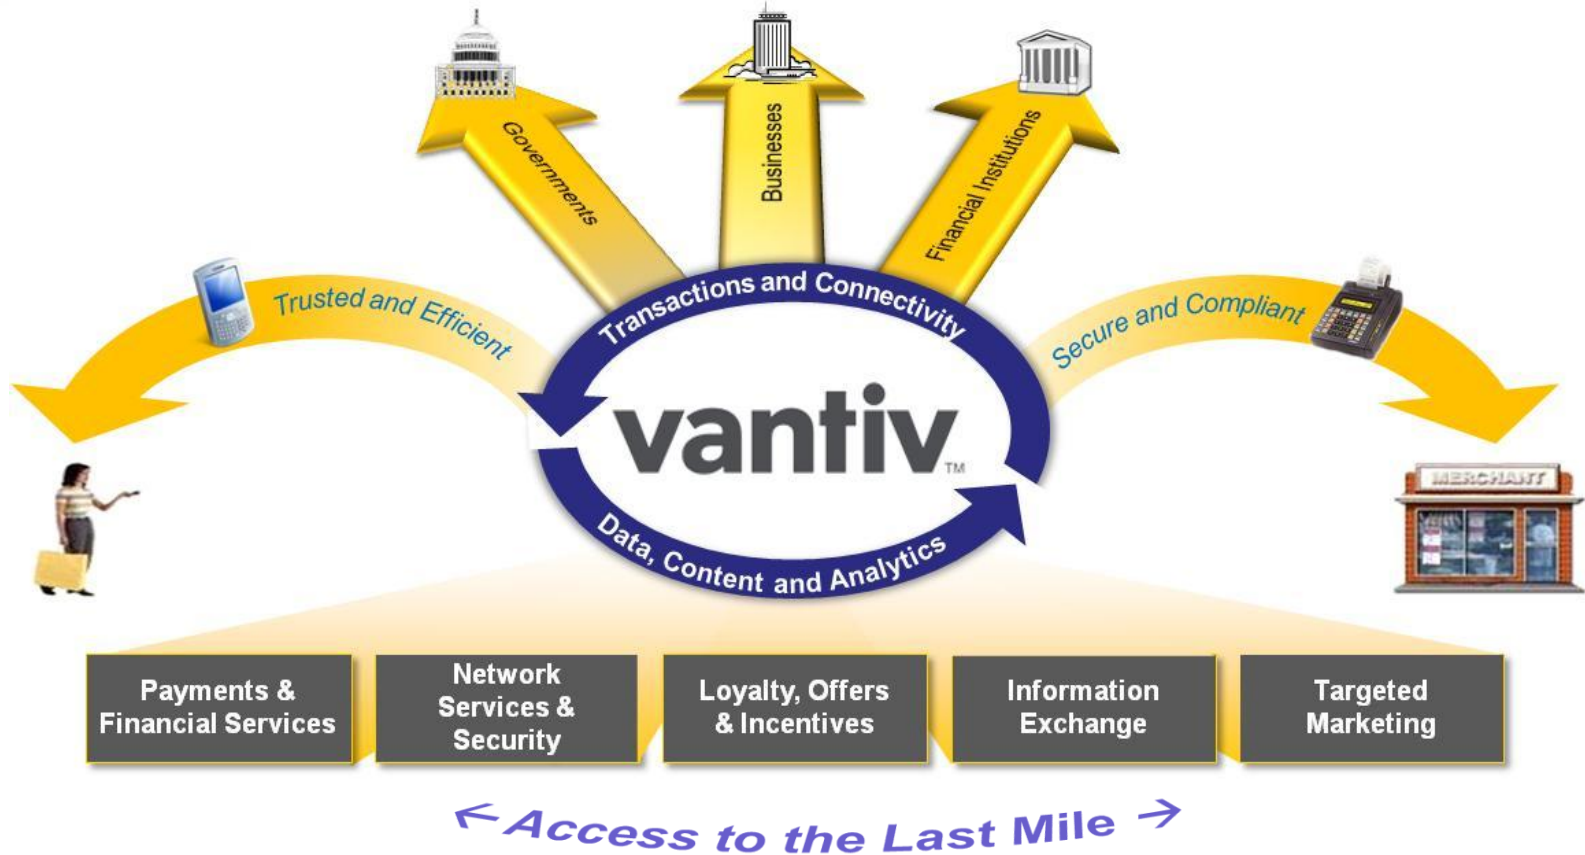 Governments
Businesses
Financial Institutions
Trusted and Efficient
Transactions and Connectivity
Secure and Compliant
vantiv
TM
MERCHANT
Data, Content and Analytics
Payments &
Financial Services
Network
Services &
Security
Loyalty, Offers
& Incentives
Information
Exchange
Targeted
Marketing
← Access to the Last Mile →